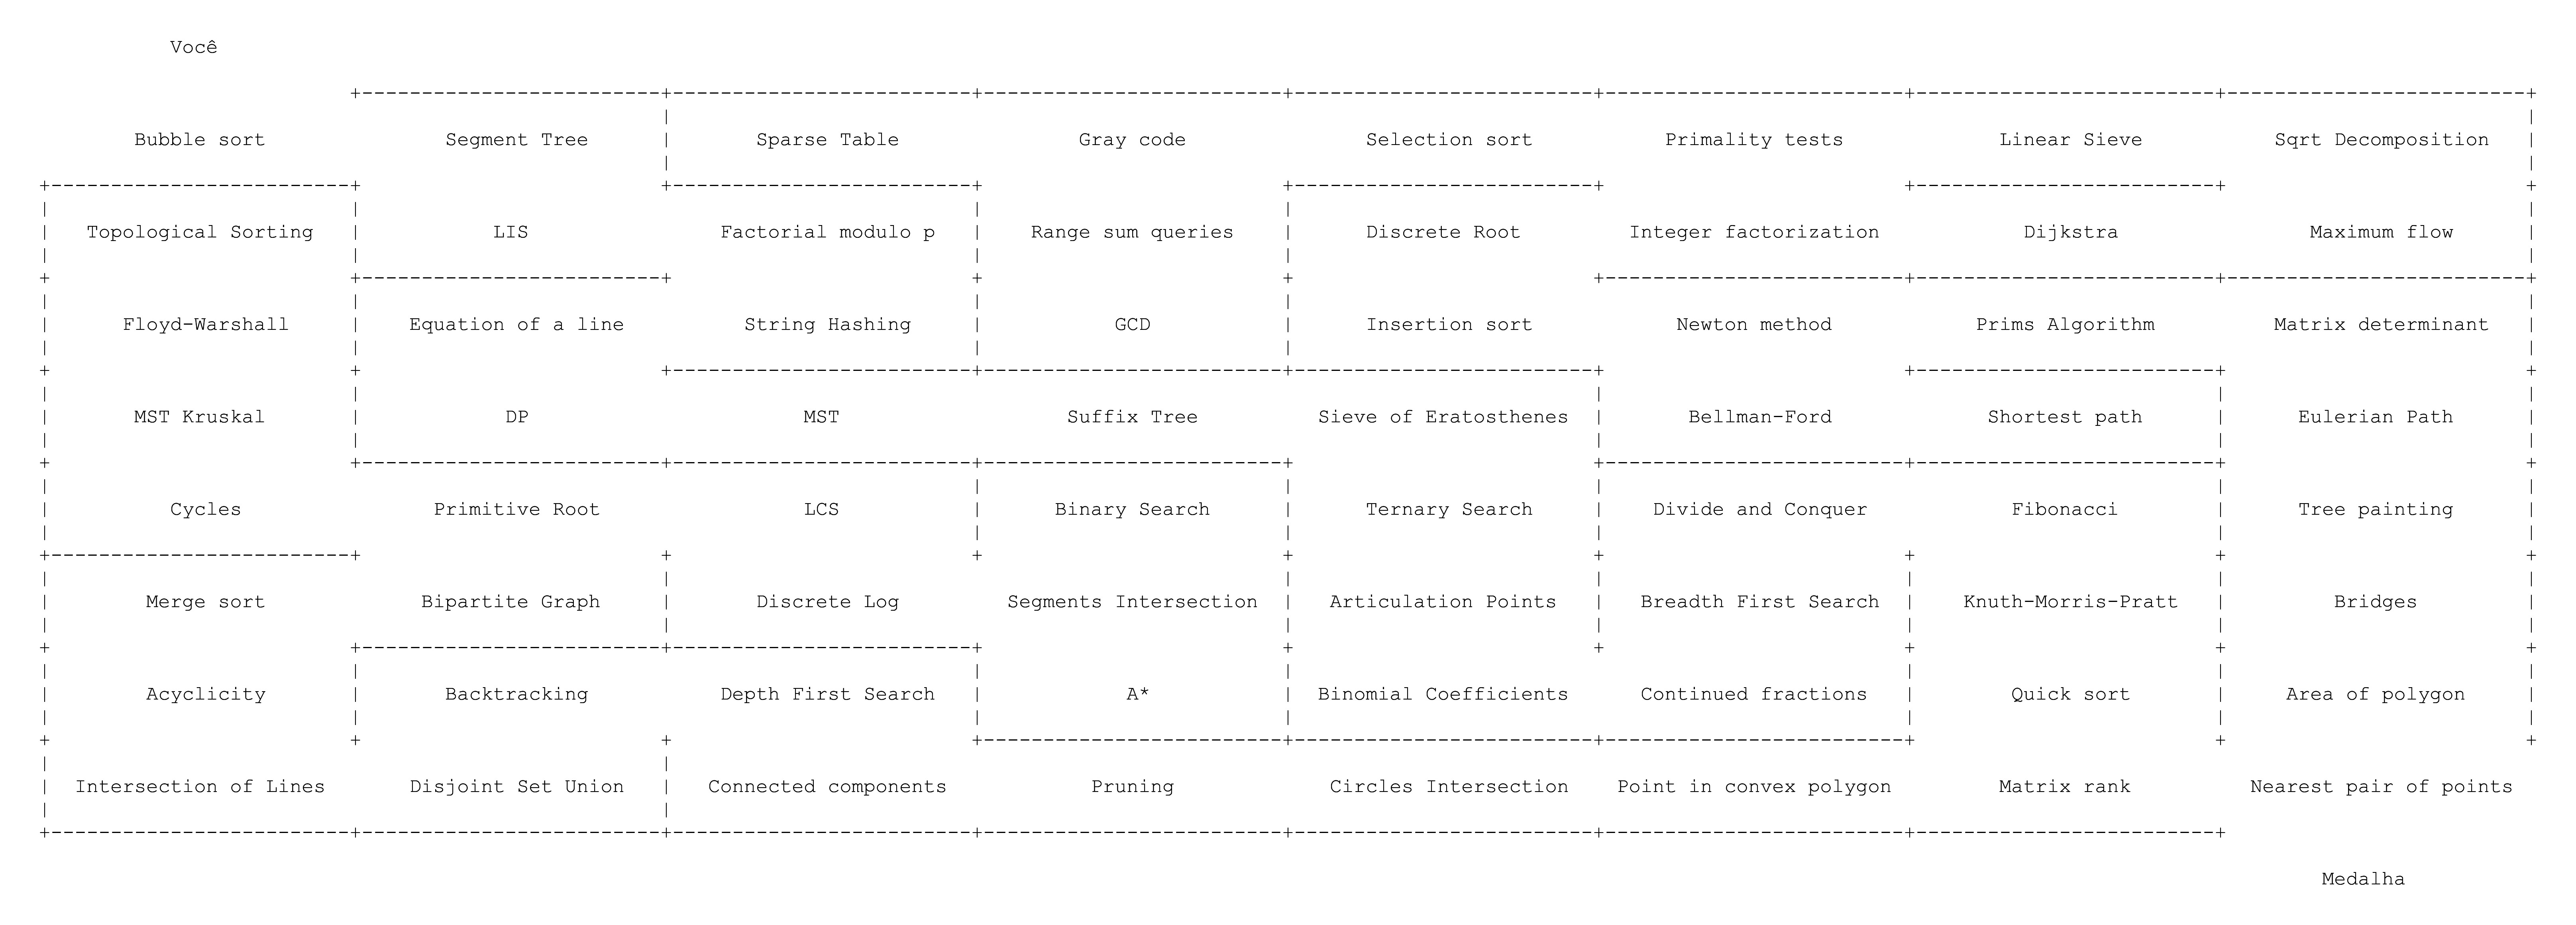 Você
Bubble sort Segment Tree Sparse Table Gray code Selection sort Primality tests Linear Sieve Sqrt Decomposition
Topological Sorting LIS Factorial modulo p Range sum queries Discrete Root Integer factorization Dijkstra Maximum flow
Floyd-Warshall Equation of a line String Hashing GCD Insertion sort Newton method Prims Algorithm Matrix determinant
MST Kruskal DP MST Suffix Tree Sieve of Eratosthenes Bellman-Ford Shortest path Eulerian Path
Cycles Primitive Root LCS Binary Search Ternary Search Divide and Conquer Fibonacci Tree painting
Merge sort Bipartite Graph Discrete Log Segments Intersection Articulation Points Breadth First Search Knuth-Morris-Pratt Bridges
Acyclicity Backtracking Depth First Search A* Binomial Coefficients Continued fractions Quick sort Area of polygon
Intersection of Lines Disjoint Set Union Connected components Pruning Circles Intersection Point in convex polygon Matrix rank Nearest pair of points
Medalha